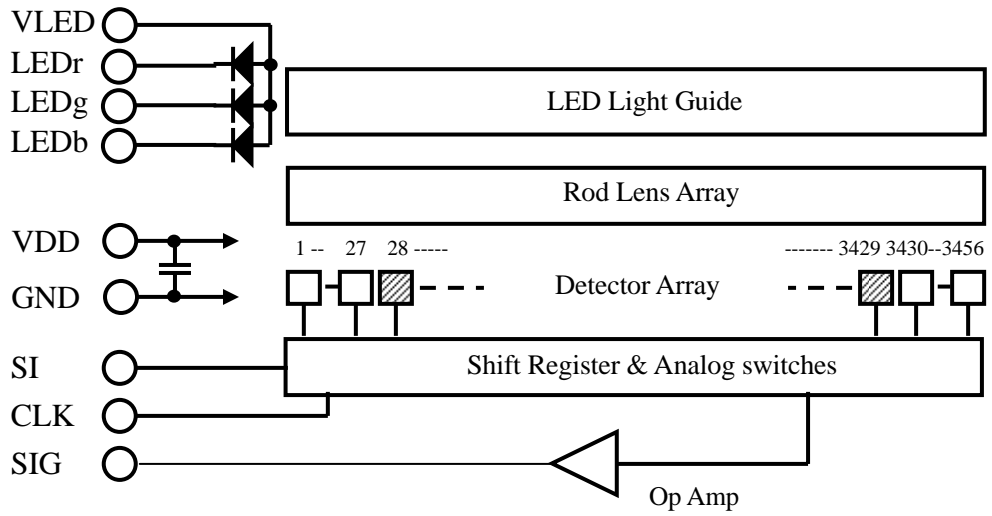 VLED
LEDr
LEDg
LEDb
LED Light Guide
Rod Lens Array
VDD
GND
1 -- 27 28 ----- ------- 3429 3430--3456
Detector Array
SI
CLK
SIG
Shift Register & Analog switches
Op Amp